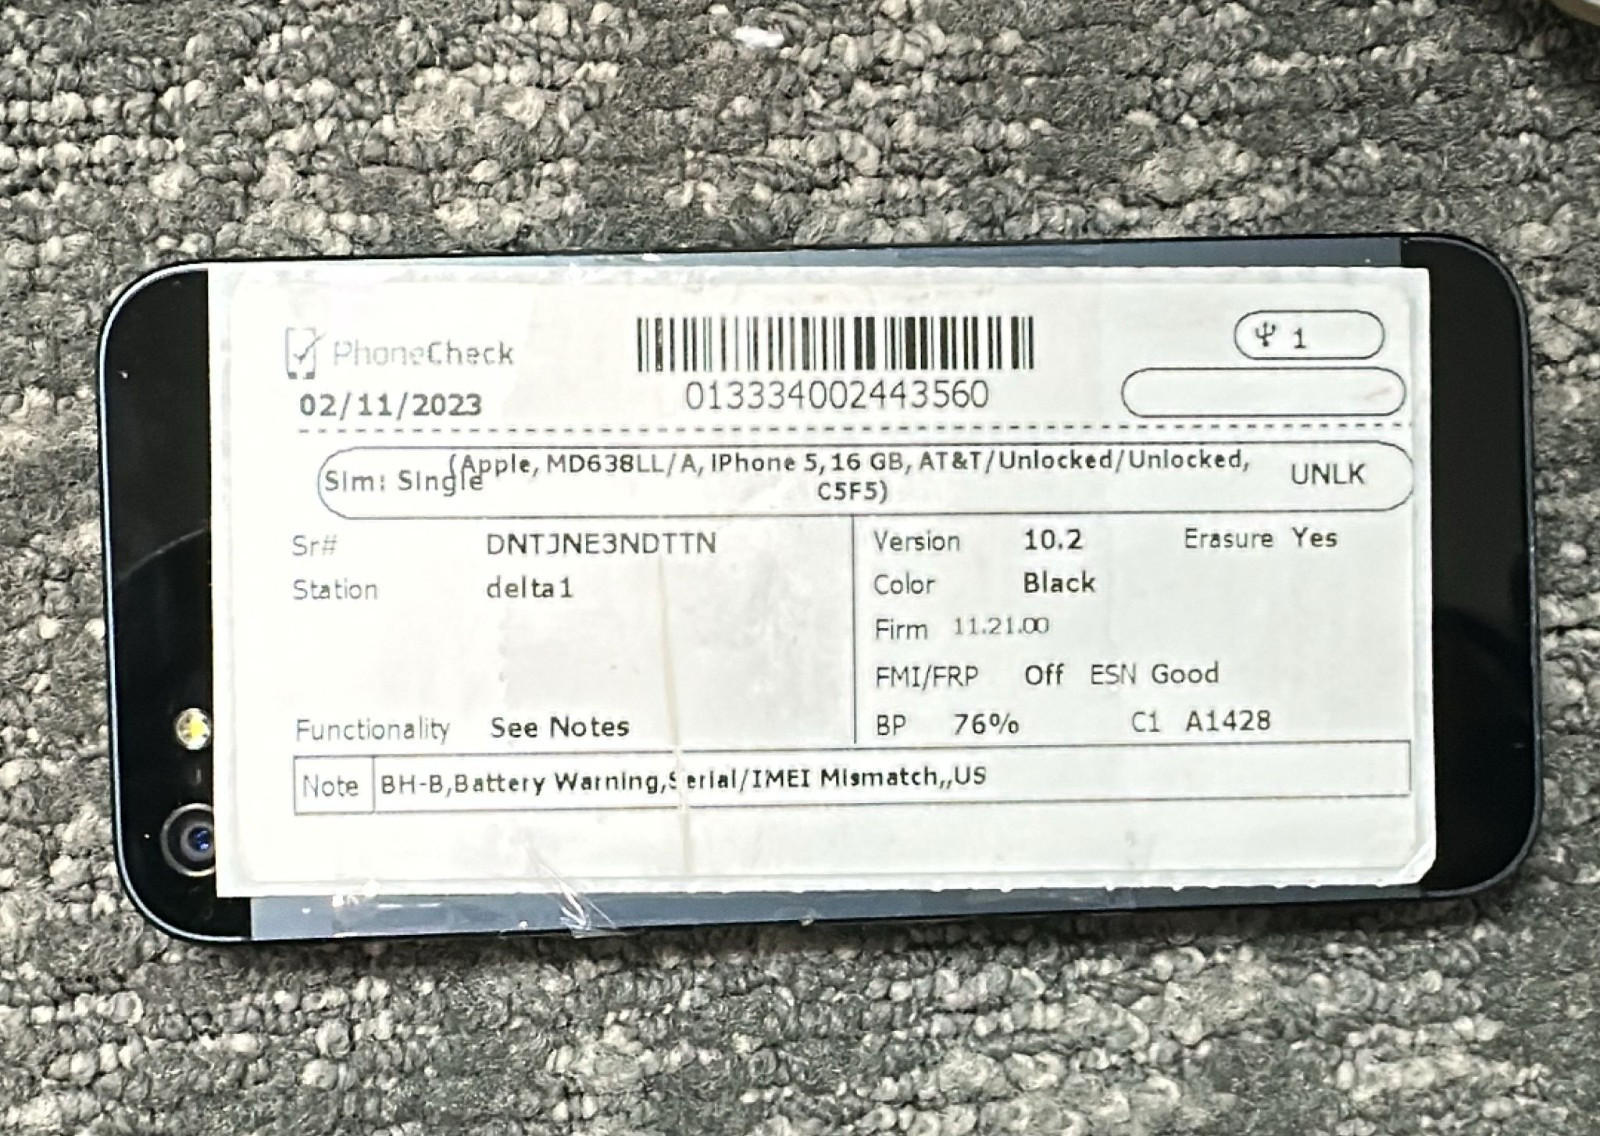 PhoneCheck
02/11/2023
013334002443560
1
Sim: Single (Apple, MD638LL/A, iPhone 5, 16 GB, AT&T/Unlocked/Unlocked, UNLK
C5F5)
Sr# DNTJNE3NDTTN
Station delta1
Version 10.2 Erasure Yes
Color Black
Firm 11.21.00
FMI/FRP Off ESN Good
Functionality See Notes
BP 76% C1 A1428
Note BH-B,Battery Warning,Serial/IMEI Mismatch,,US